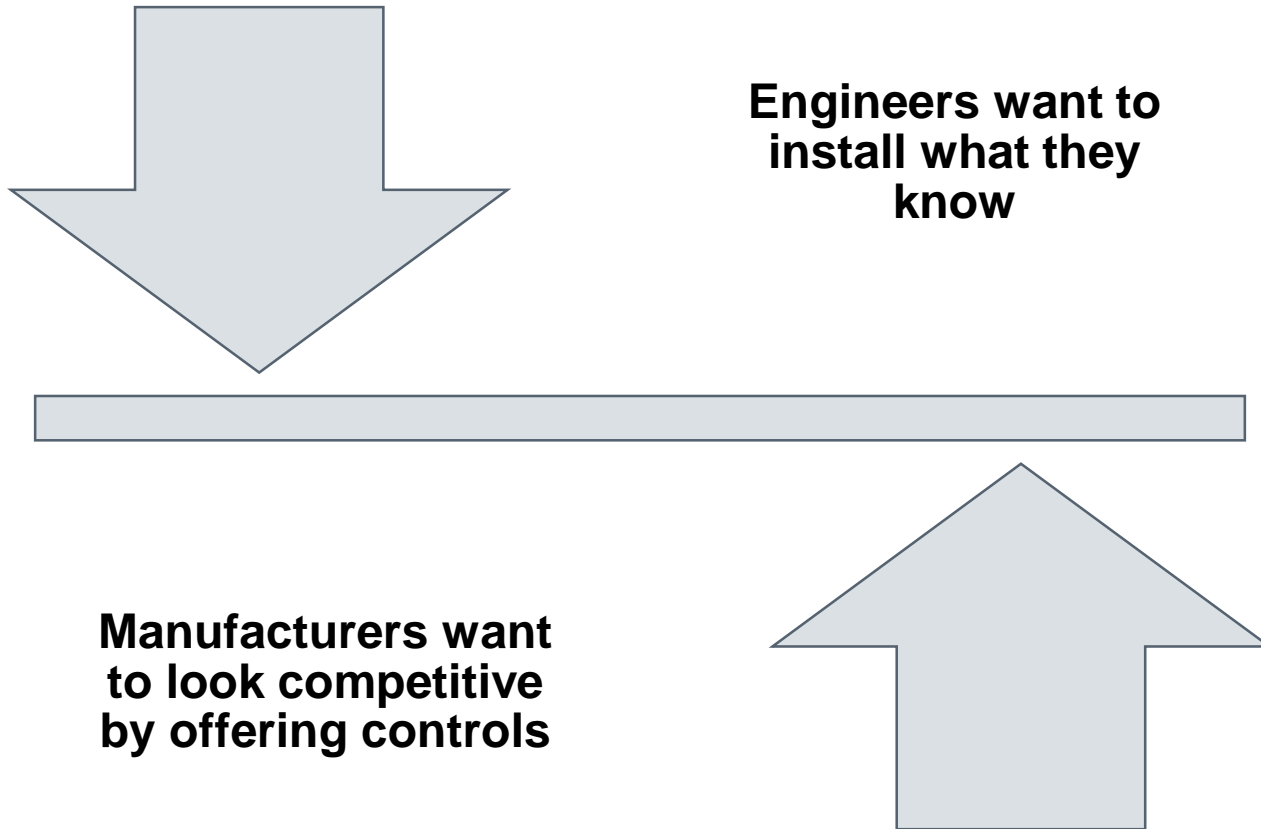 Engineers want to
install what they
know
Manufacturers want
to look competitive
by offering controls